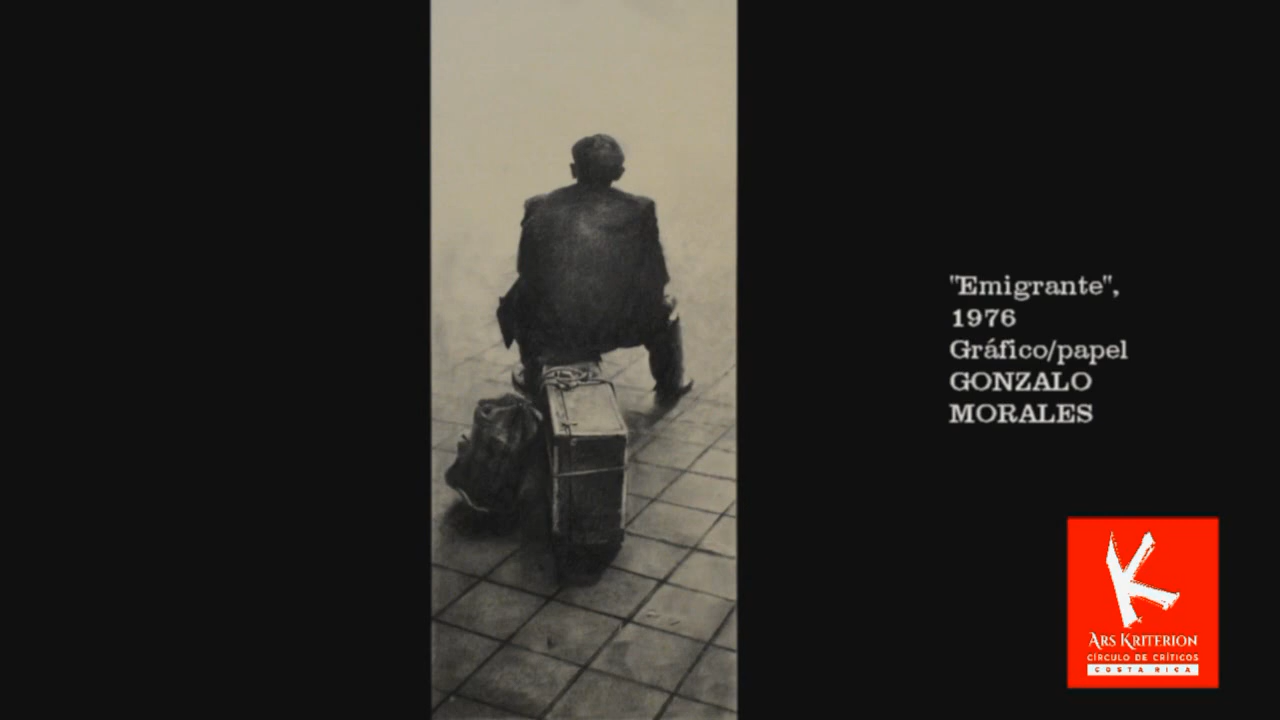 "Emigrante",
1976
Gráfico/papel
GONZALO
MORALES
K
ARS KRITERION
CÍRCULO DE CRÍTICOS
COSTA RICA